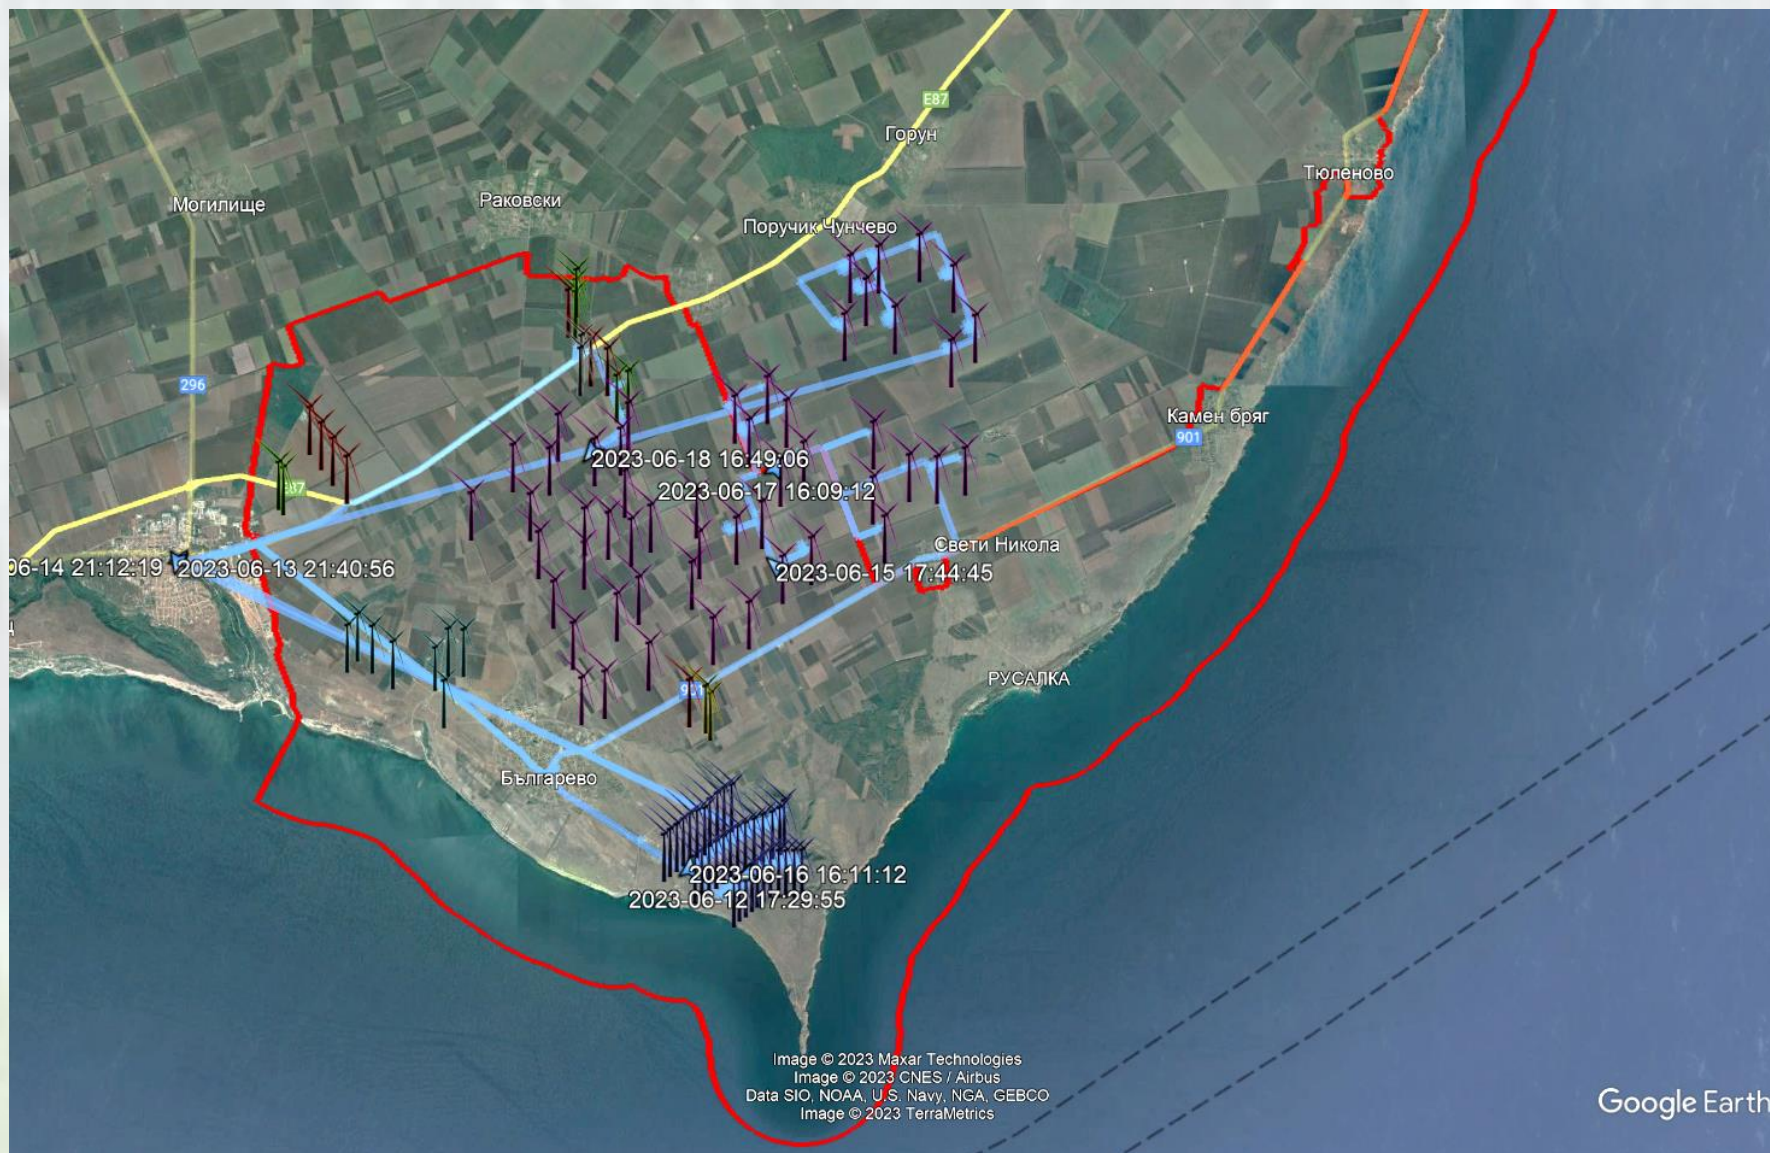 E87
Горун
Тюленово
Могилище
Раковски
Поручик Чунчево
296
Камен бряг
901
2023-06-18 16:49:06
2023-06-17 16:09:12
Свети Никола
06-14 21:12:19
2023-06-13 21:40:56
2023-06-15 17:44:45
РУСАЛКА
Българево
2023-06-16 16:11:12
2023-06-12 17:29:55
Image © 2023 Maxar Technologies
Image © 2023 CNES / Airbus
Data SIO, NOAA, U.S. Navy, NGA, GEBCO
Image © 2023 TerraMetrics
Google Earth